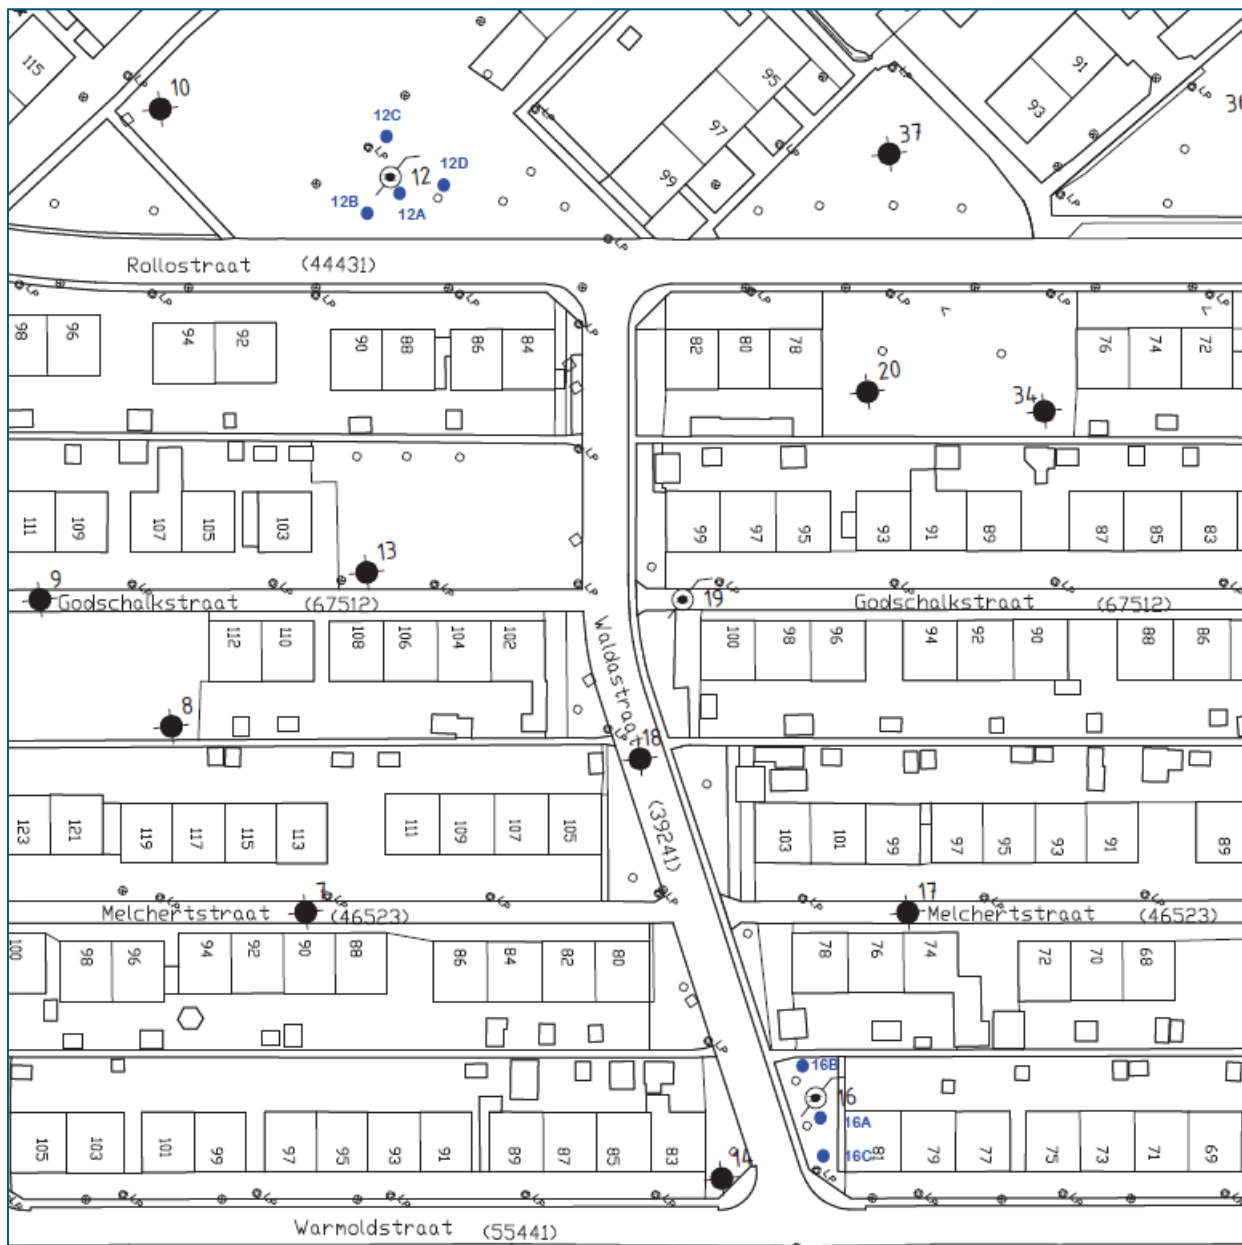 115
10
12C
Lp
12
12D
12B
12A
95
97
99
91
93
37
36
Rollostraat (44431)
98 96 94 92 90 88 86 84
82 80 78
76 74 72
20
34
111 109 107 105 103
99 97 95 93 91 89 87 85 83
13
9
19
Godschalkstraat (67512)
Godschalkstraat (67512)
112 110 108 106 104 102
100 98 96 94 92 90 88 86
Waldastraat (39241)
8
18
123 121 119 117 115 113 111 109 107 105
103 101 99 97 95 93 91 89
7
17
Melchertstraat (46523)
Melchertstraat (46523)
100 98 96 94 92 90 88 86 84 82 80
78 76 74 72 70 68
16B
16
16A
16C
105 103 101 99 97 95 93 91 89 87 85 83
81 79 77 75 73 71 69
14
Warmoldstraat (55441)